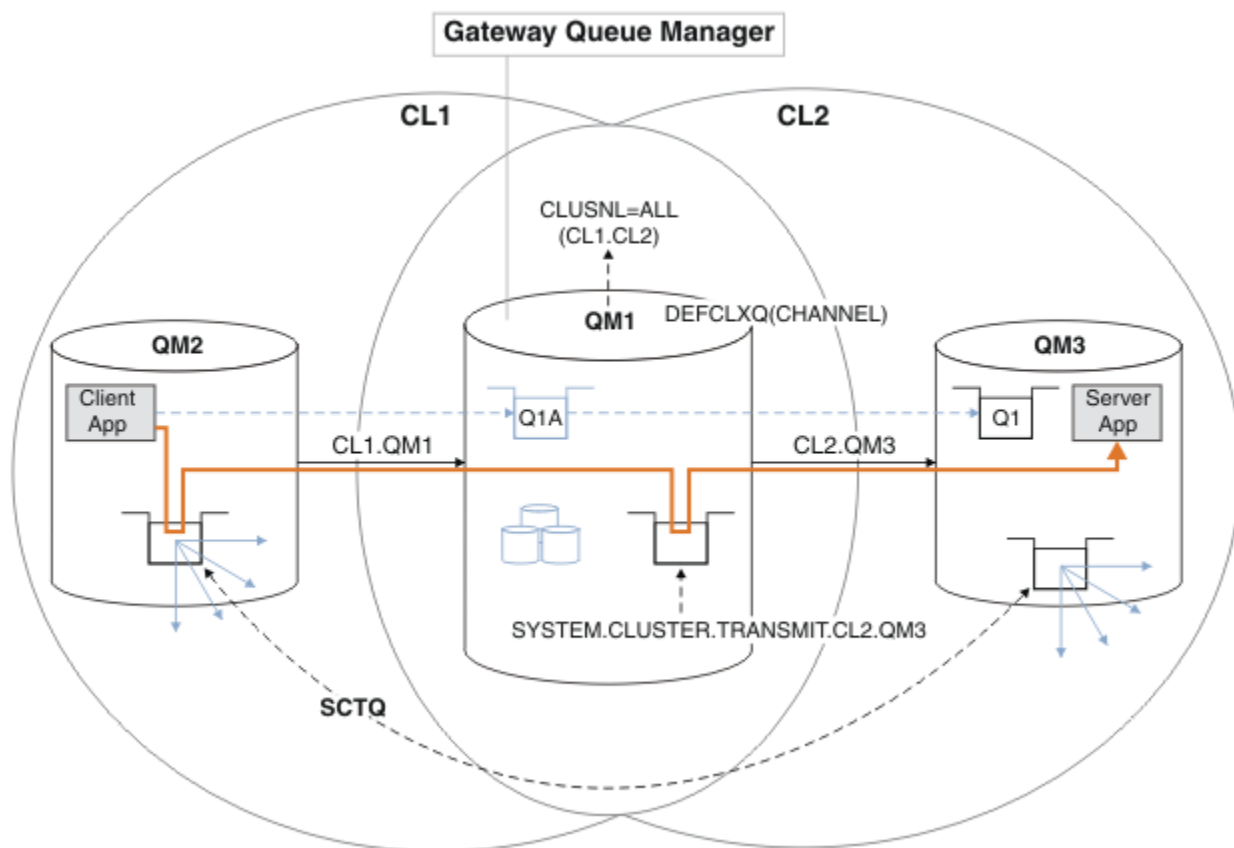 Gateway Queue Manager
CL1
CL2
CLUSNL=ALL
(CL1.CL2)
QM1
DEFCLXQ(CHANNEL)
QM2
QM3
Client
App
Q1A
Q1
Server
App
CL1.QM1
CL2.QM3
SYSTEM.CLUSTER.TRANSMIT.CL2.QM3
SCTQ